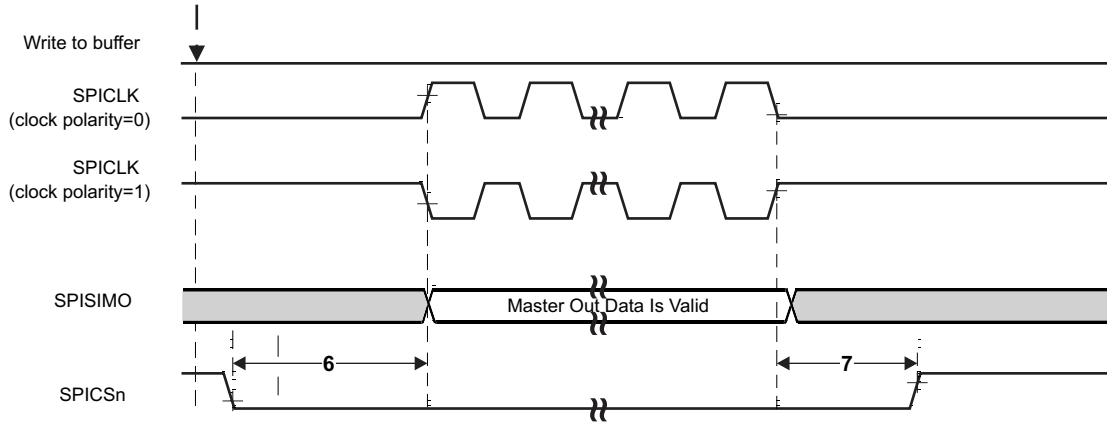 Write to buffer
SPICLK
(clock polarity=0)
SPICLK
(clock polarity=1)
SPISIMO
Master Out Data Is Valid
6
7
SPICSn